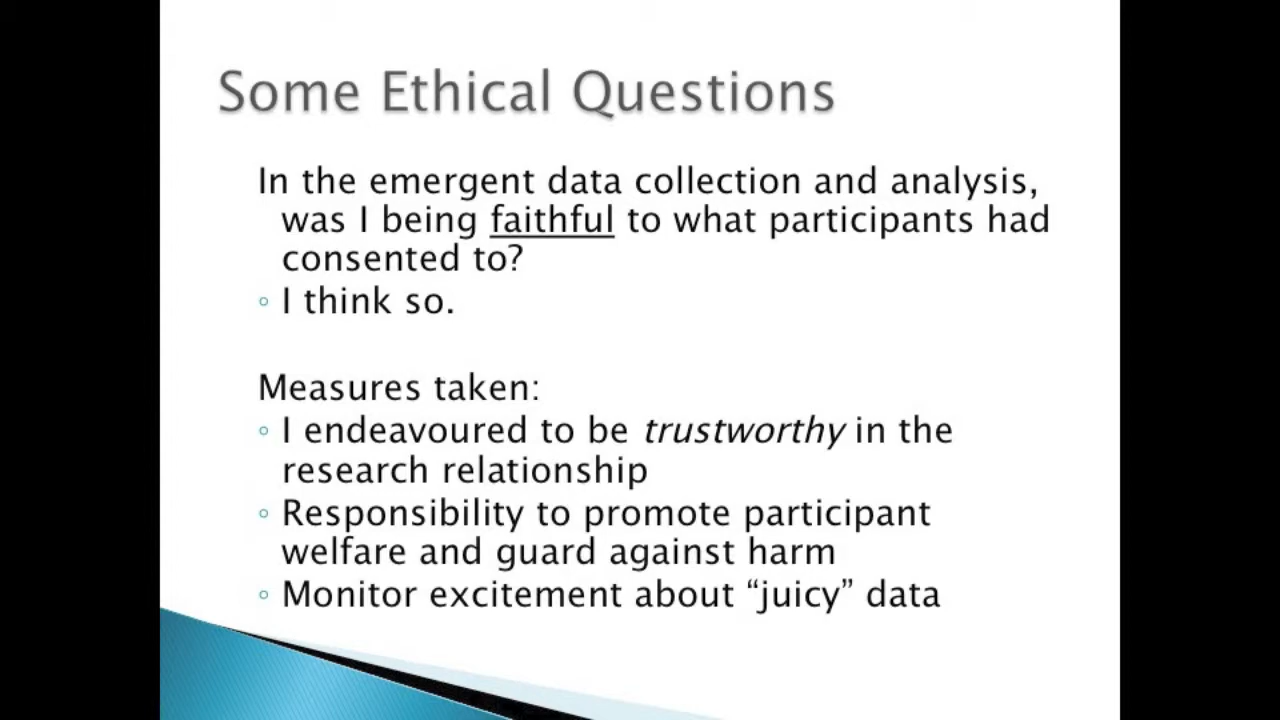 Some Ethical Questions
In the emergent data collection and analysis,
was I being faithful to what participants had
consented to?
◦ I think so.
Measures taken:
◦ I endeavoured to be trustworthy in the
research relationship
◦ Responsibility to promote participant
welfare and guard against harm
◦ Monitor excitement about “juicy” data